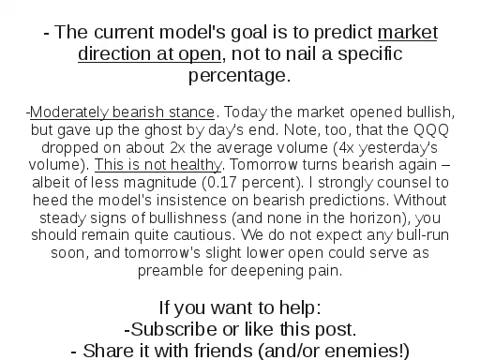 - The current model's goal is to predict market
direction at open, not to nail a specific
percentage.
-Moderately bearish stance. Today the market opened bullish,
but gave up the ghost by day's end. Note, too, that the QQQ
dropped on about 2x the average volume (4x yesterday's
volume). This is not healthy. Tomorrow turns bearish again –
albeit of less magnitude (0.17 percent). I strongly counsel to
heed the model's insistence on bearish predictions. Without
steady signs of bullishness (and none in the horizon), you
should remain quite cautious. We do not expect any bull-run
soon, and tomorrow's slight lower open could serve as
preamble for deepening pain.
If you want to help:
-Subscribe or like this post.
- Share it with friends (and/or enemies!)